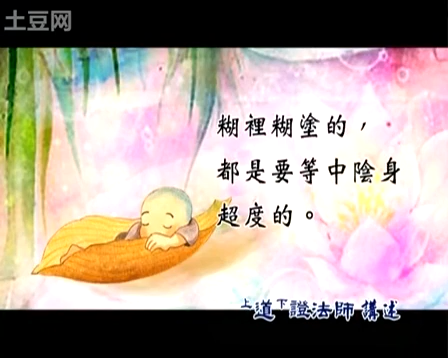 土豆网
糊裡糊塗的，
都是要等中陰身
超度的。
上道下證法師 講述